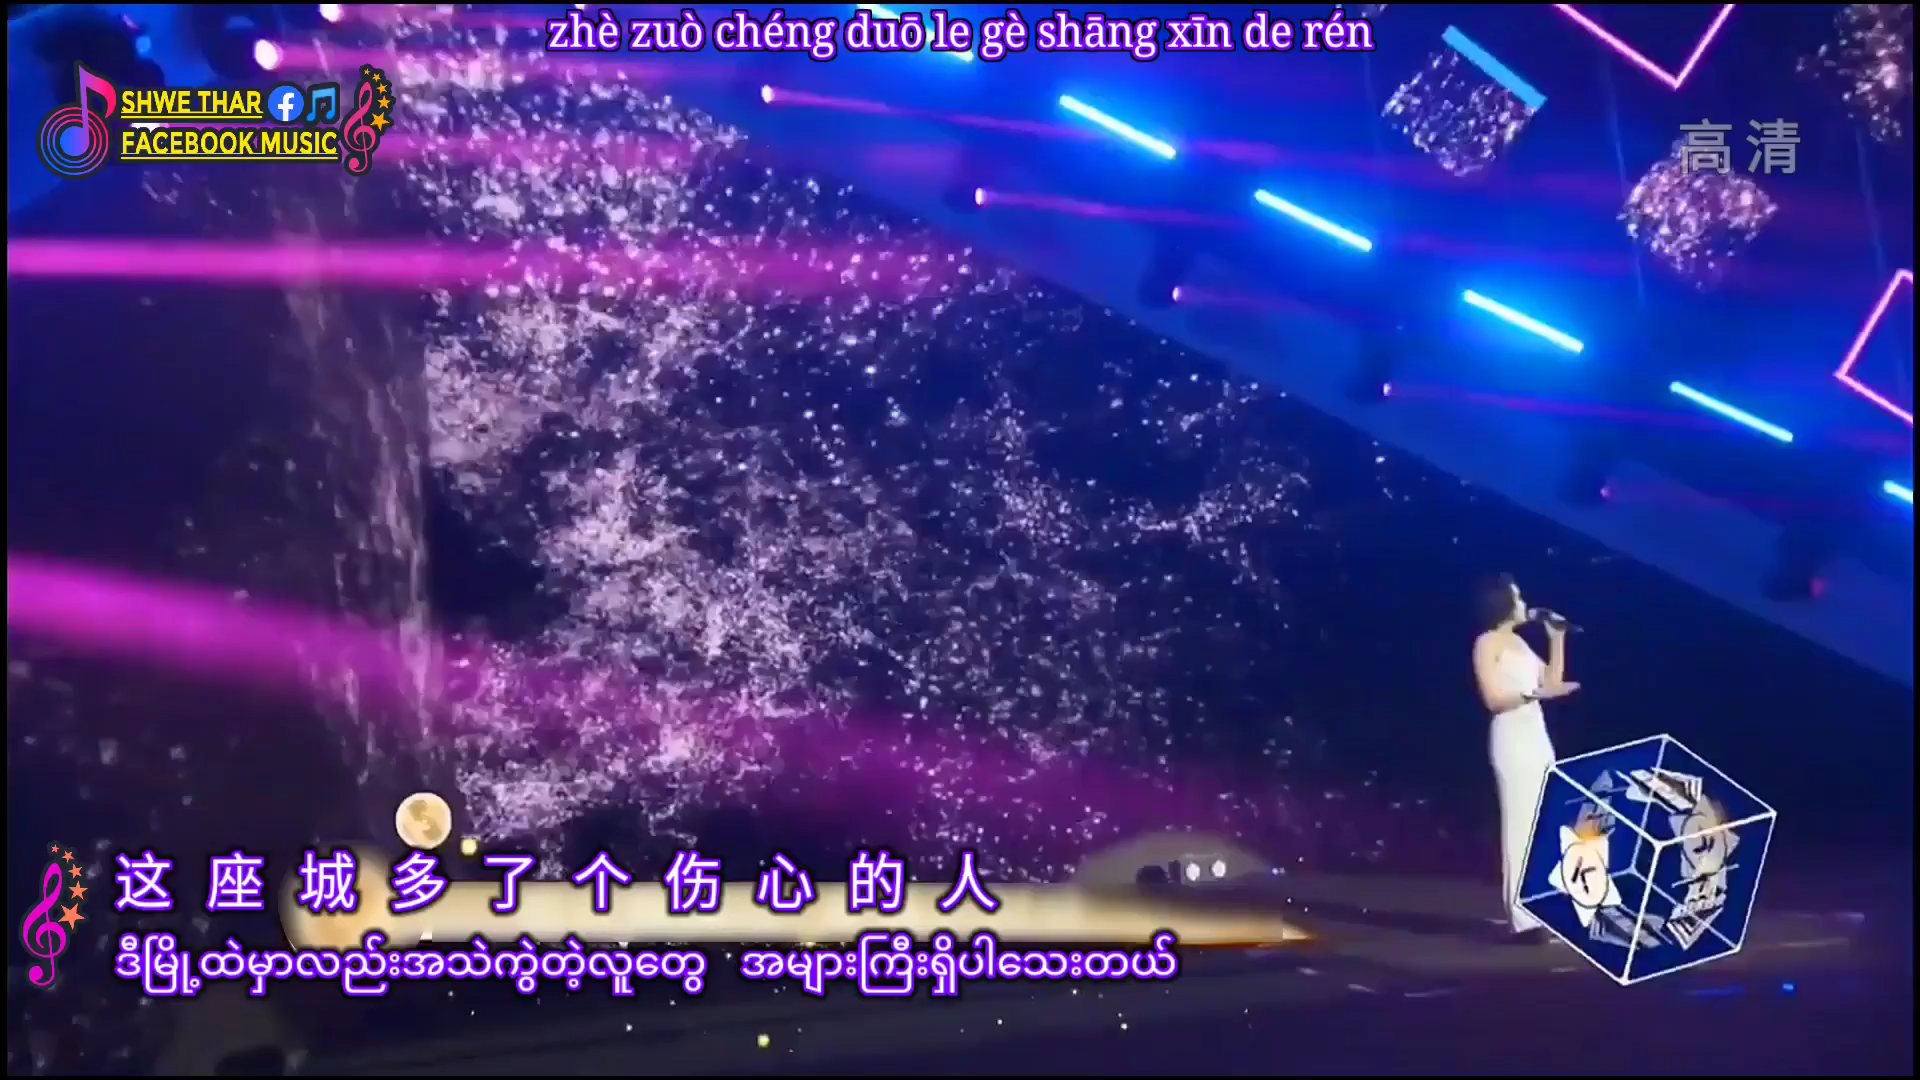 zhè zuò chéng duō le gè shāng xīn de rén
SHWE THAR
FACEBOOK MUSIC
高清
这座城多了个伤心的人
ဒီမြို့ထဲမှာလည်းအသဲကွဲတဲ့လူတွေ အများကြီးရှိပါသေးတယ်